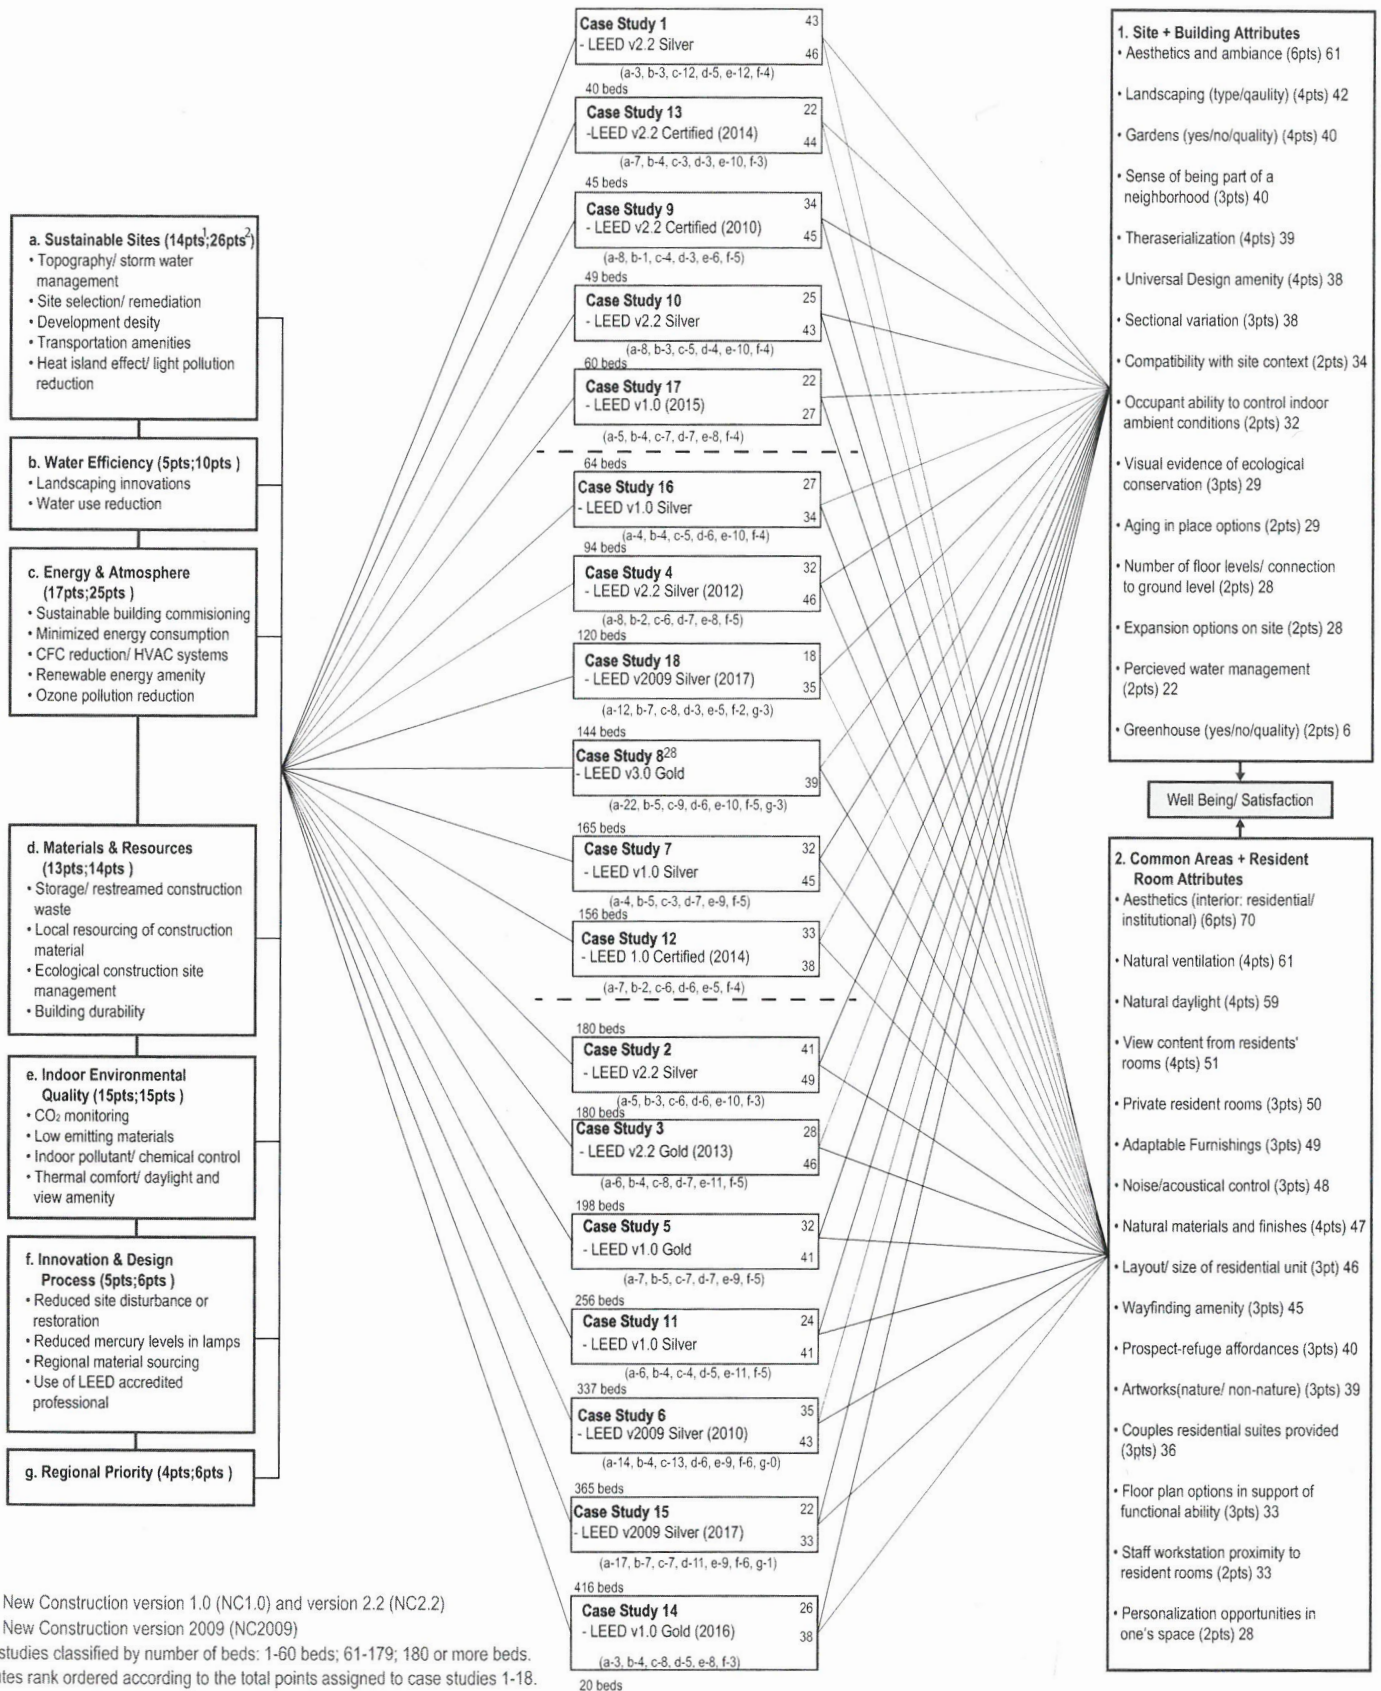 a. Sustainable Sites (14pts¹;26pts²)
• Topography/ storm water
management
• Site selection/ remediation
• Development desity
• Transportation amenities
• Heat island effect/ light pollution
reduction
b. Water Efficiency (5pts;10pts )
• Landscaping innovations
• Water use reduction
c. Energy & Atmosphere
(17pts;25pts )
• Sustainable building commisioning
• Minimized energy consumption
• CFC reduction/ HVAC systems
• Renewable energy amenity
• Ozone pollution reduction
d. Materials & Resources
(13pts;14pts )
• Storage/ restreamed construction
waste
• Local resourcing of construction
material
• Ecological construction site
management
• Building durability
e. Indoor Environmental
Quality (15pts;15pts )
• CO₂ monitoring
• Low emitting materials
• Indoor pollutant/ chemical control
• Thermal comfort/ daylight and
view amenity
f. Innovation & Design
Process (5pts;6pts )
• Reduced site disturbance or
restoration
• Reduced mercury levels in lamps
• Regional material sourcing
• Use of LEED accredited
professional
g. Regional Priority (4pts;6pts )
Case Study 1 43
- LEED v2.2 Silver 46
(a-3, b-3, c-12, d-5, e-12, f-4)
40 beds
Case Study 13 22
-LEED v2.2 Certified (2014) 44
(a-7, b-4, c-3, d-3, e-10, f-3)
45 beds
Case Study 9 34
- LEED v2.2 Certified (2010) 45
(a-8, b-1, c-4, d-3, e-6, f-5)
49 beds
Case Study 10 25
- LEED v2.2 Silver 43
(a-8, b-3, c-5, d-4, e-10, f-4)
60 beds
Case Study 17 22
- LEED v1.0 (2015) 27
(a-5, b-4, c-7, d-7, e-8, f-4)
64 beds
Case Study 16 27
- LEED v1.0 Silver 34
(a-4, b-4, c-5, d-6, e-10, f-4)
94 beds
Case Study 4 32
- LEED v2.2 Silver (2012) 46
(a-8, b-2, c-6, d-7, e-8, f-5)
120 beds
Case Study 18 18
- LEED v2009 Silver (2017) 35
(a-12, b-7, c-8, d-3, e-5, f-2, g-3)
144 beds
Case Study 8 28
- LEED v3.0 Gold 39
(a-22, b-5, c-9, d-6, e-10, f-5, g-3)
165 beds
Case Study 7 32
- LEED v1.0 Silver 45
(a-4, b-5, c-3, d-7, e-9, f-5)
156 beds
Case Study 12 33
- LEED 1.0 Certified (2014) 38
(a-7, b-2, c-6, d-6, e-5, f-4)
180 beds
Case Study 2 41
- LEED v2.2 Silver 49
(a-5, b-3, c-6, d-6, e-10, f-3)
180 beds
Case Study 3 28
- LEED v2.2 Gold (2013) 46
(a-6, b-4, c-8, d-7, e-11, f-5)
198 beds
Case Study 5 32
- LEED v1.0 Gold 41
(a-7, b-5, c-7, d-7, e-9, f-5)
256 beds
Case Study 11 24
- LEED v1.0 Silver 41
(a-6, b-4, c-4, d-5, e-11, f-5)
337 beds
Case Study 6 35
- LEED v2009 Silver (2010) 43
(a-14, b-4, c-13, d-6, e-9, f-6, g-0)
365 beds
Case Study 15 22
- LEED v2009 Silver (2017) 33
(a-17, b-7, c-7, d-11, e-9, f-6, g-1)
416 beds
Case Study 14 26
- LEED v1.0 Gold (2016) 38
(a-3, b-4, c-8, d-5, e-8, f-3)
20 beds
1. Site + Building Attributes
• Aesthetics and ambiance (6pts) 61
• Landscaping (type/qaulity) (4pts) 42
• Gardens (yes/no/quality) (4pts) 40
• Sense of being part of a
neighborhood (3pts) 40
• Theraserialization (4pts) 39
• Universal Design amenity (4pts) 38
• Sectional variation (3pts) 38
• Compatibility with site context (2pts) 34
• Occupant ability to control indoor
ambient conditions (2pts) 32
• Visual evidence of ecological
conservation (3pts) 29
• Aging in place options (2pts) 29
• Number of floor levels/ connection
to ground level (2pts) 28
• Expansion options on site (2pts) 28
• Percieved water management
(2pts) 22
• Greenhouse (yes/no/quality) (2pts) 6
Well Being/ Satisfaction
2. Common Areas + Resident
Room Attributes
• Aesthetics (interior: residential/
institutional) (6pts) 70
• Natural ventilation (4pts) 61
• Natural daylight (4pts) 59
• View content from residents'
rooms (4pts) 51
• Private resident rooms (3pts) 50
• Adaptable Furnishings (3pts) 49
• Noise/acoustical control (3pts) 48
• Natural materials and finishes (4pts) 47
• Layout/ size of residential unit (3pt) 46
• Wayfinding amenity (3pts) 45
• Prospect-refuge affordances (3pts) 40
• Artworks(nature/ non-nature) (3pts) 39
• Couples residential suites provided
(3pts) 36
• Floor plan options in support of
functional ability (3pts) 33
• Staff workstation proximity to
resident rooms (2pts) 33
• Personalization opportunities in
one's space (2pts) 28
New Construction version 1.0 (NC1.0) and version 2.2 (NC2.2)
New Construction version 2009 (NC2009)
studies classified by number of beds: 1-60 beds; 61-179; 180 or more beds.
rank ordered according to the total points assigned to case studies 1-18.